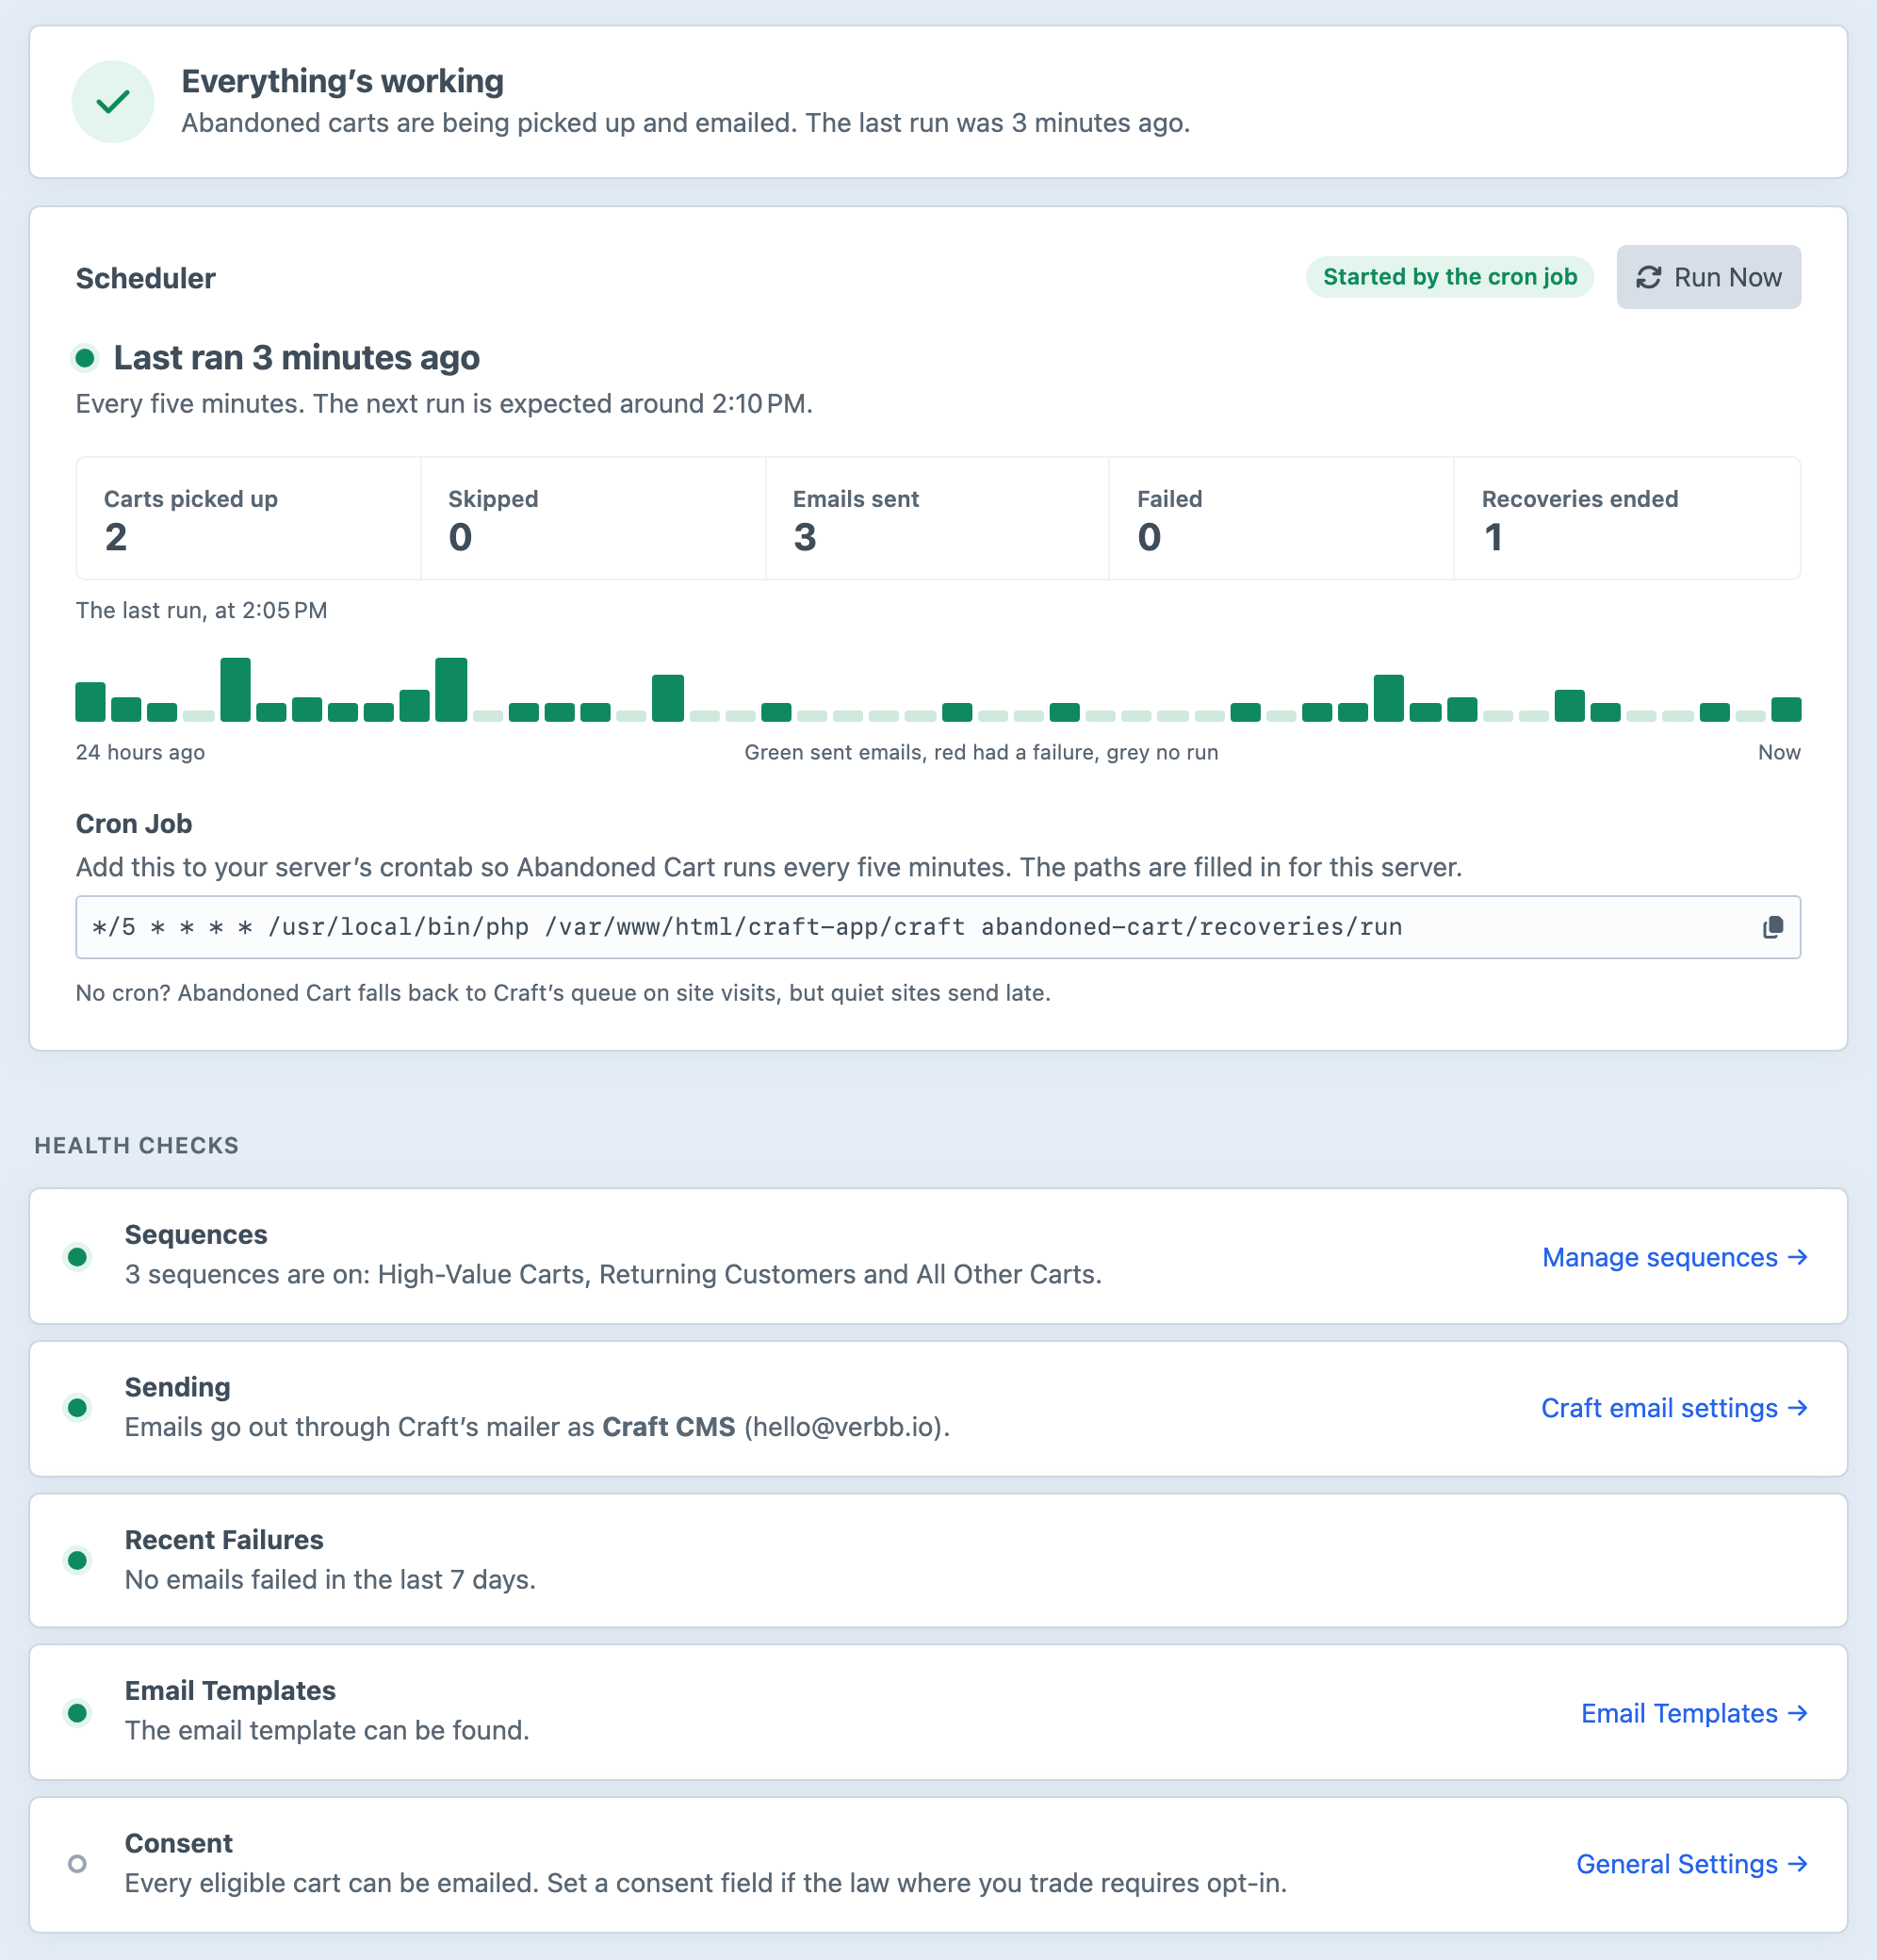 Everything’s working
Abandoned carts are being picked up and emailed. The last run was 3 minutes ago.
Scheduler
Started by the cron job
Run Now
Last ran 3 minutes ago
Every five minutes. The next run is expected around 2:10 PM.
Carts picked up
2
Skipped
0
Emails sent
3
Failed
0
Recoveries ended
1
The last run, at 2:05 PM
24 hours ago
Green sent emails, red had a failure, grey no run
Now
Cron Job
Add this to your server’s crontab so Abandoned Cart runs every five minutes. The paths are filled in for this server.
*/5 * * * * /usr/local/bin/php /var/www/html/craft-app/craft abandoned-cart/recoveries/run
No cron? Abandoned Cart falls back to Craft’s queue on site visits, but quiet sites send late.
HEALTH CHECKS
Sequences
3 sequences are on: High-Value Carts, Returning Customers and All Other Carts.
Manage sequences →
Sending
Emails go out through Craft’s mailer as Craft CMS (hello@verbb.io).
Craft email settings →
Recent Failures
No emails failed in the last 7 days.
Email Templates
The email template can be found.
Email Templates →
Consent
Every eligible cart can be emailed. Set a consent field if the law where you trade requires opt-in.
General Settings →